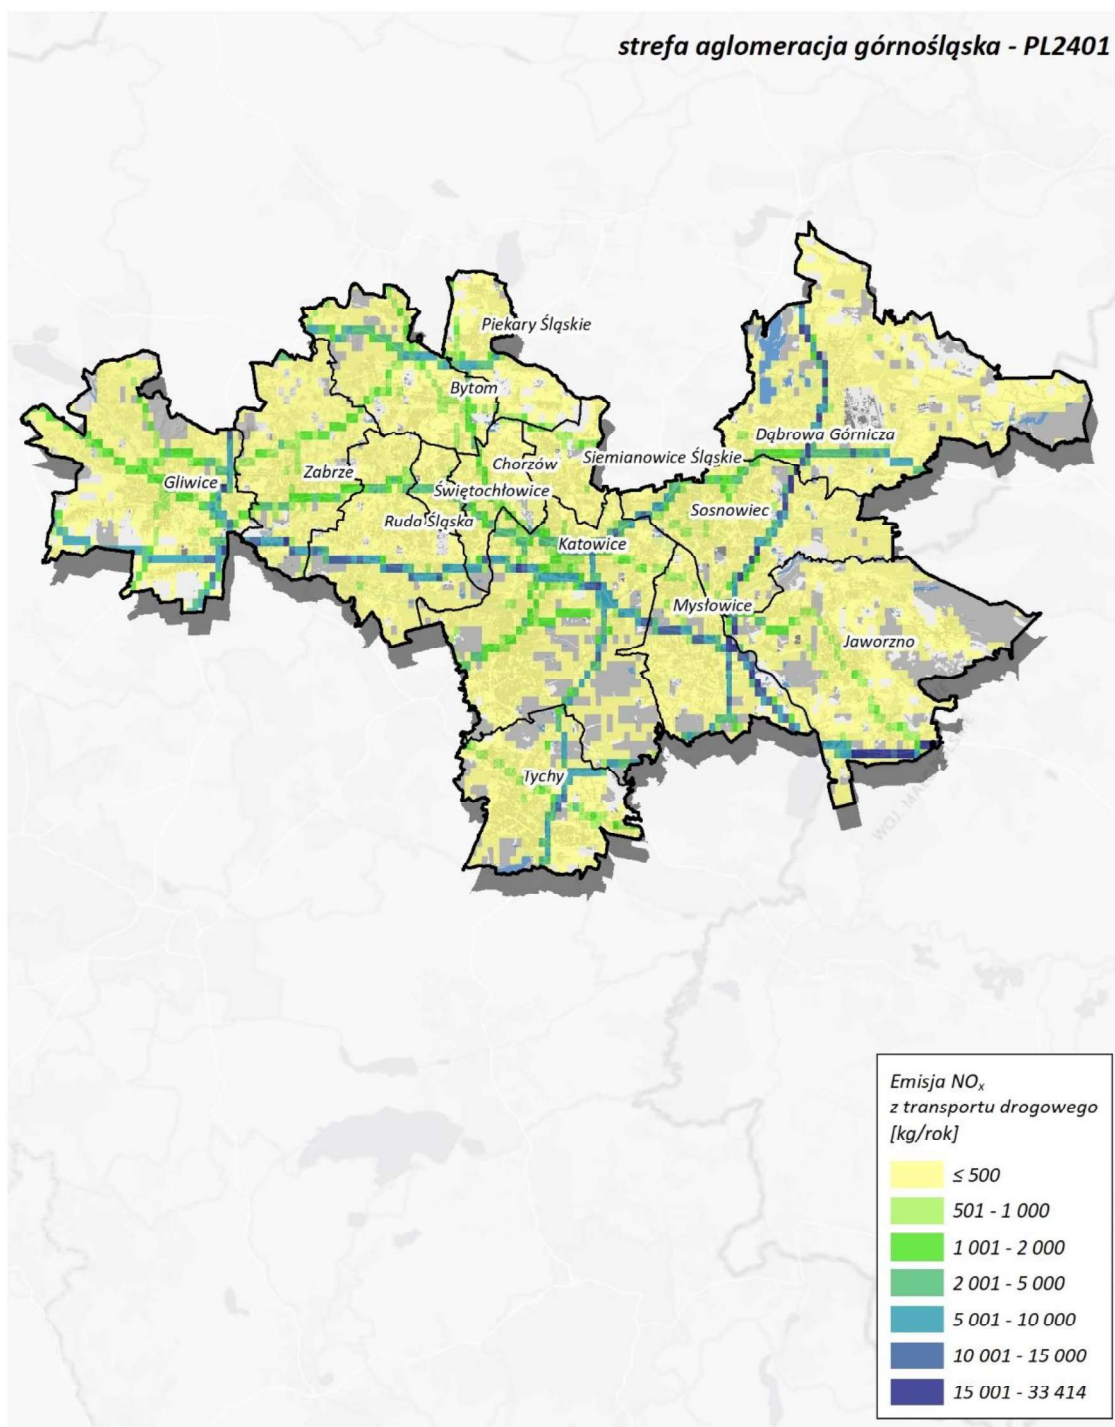 strefa aglomeracja górnośląska - PL2401
Piekary Śląskie
Bytom
Dąbrowa Górnicza
Siemianowice Śląskie
Chorzów
Zabrze
Gliwice
Świętochłowice
Sosnowiec
Ruda Śląska
Katowice
Mysłowice
Jaworzno
Tychy
Emisja NOₓ
z transportu drogowego
[kg/rok]
≤ 500
501 - 1 000
1 001 - 2 000
2 001 - 5 000
5 001 - 10 000
10 001 - 15 000
15 001 - 33 414